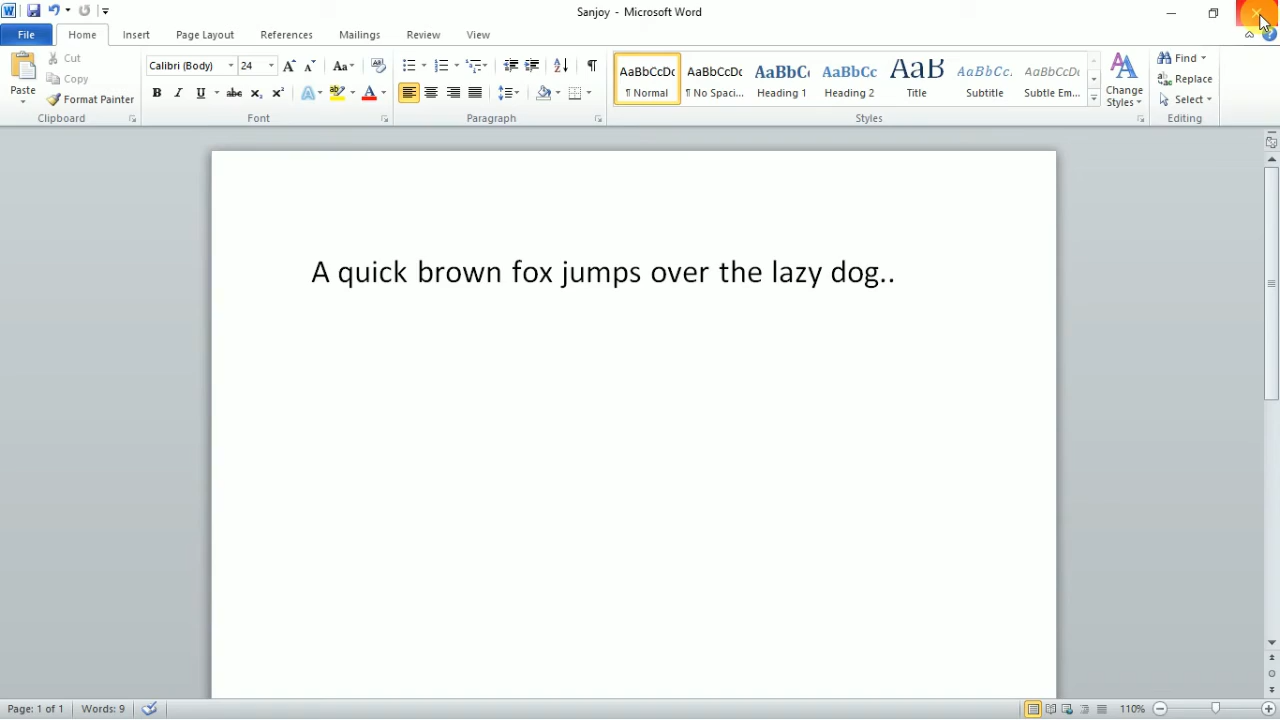 Sanjoy - Microsoft Word
File Home Insert Page Layout References Mailings Review View
Paste
Cut
Copy
Format Painter
Clipboard
Calibri (Body) 24
Font
Paragraph
AaBbCcDc AaBbCcDc AaBbC AaBbCc AaB AaBbCc. AaBbCcDc
¶ Normal ¶ No Spaci... Heading 1 Heading 2 Title Subtitle Subtle Em...
Styles
Change Styles
Find
Replace
Select
Editing
A quick brown fox jumps over the lazy dog..
Page: 1 of 1 Words: 9 110%